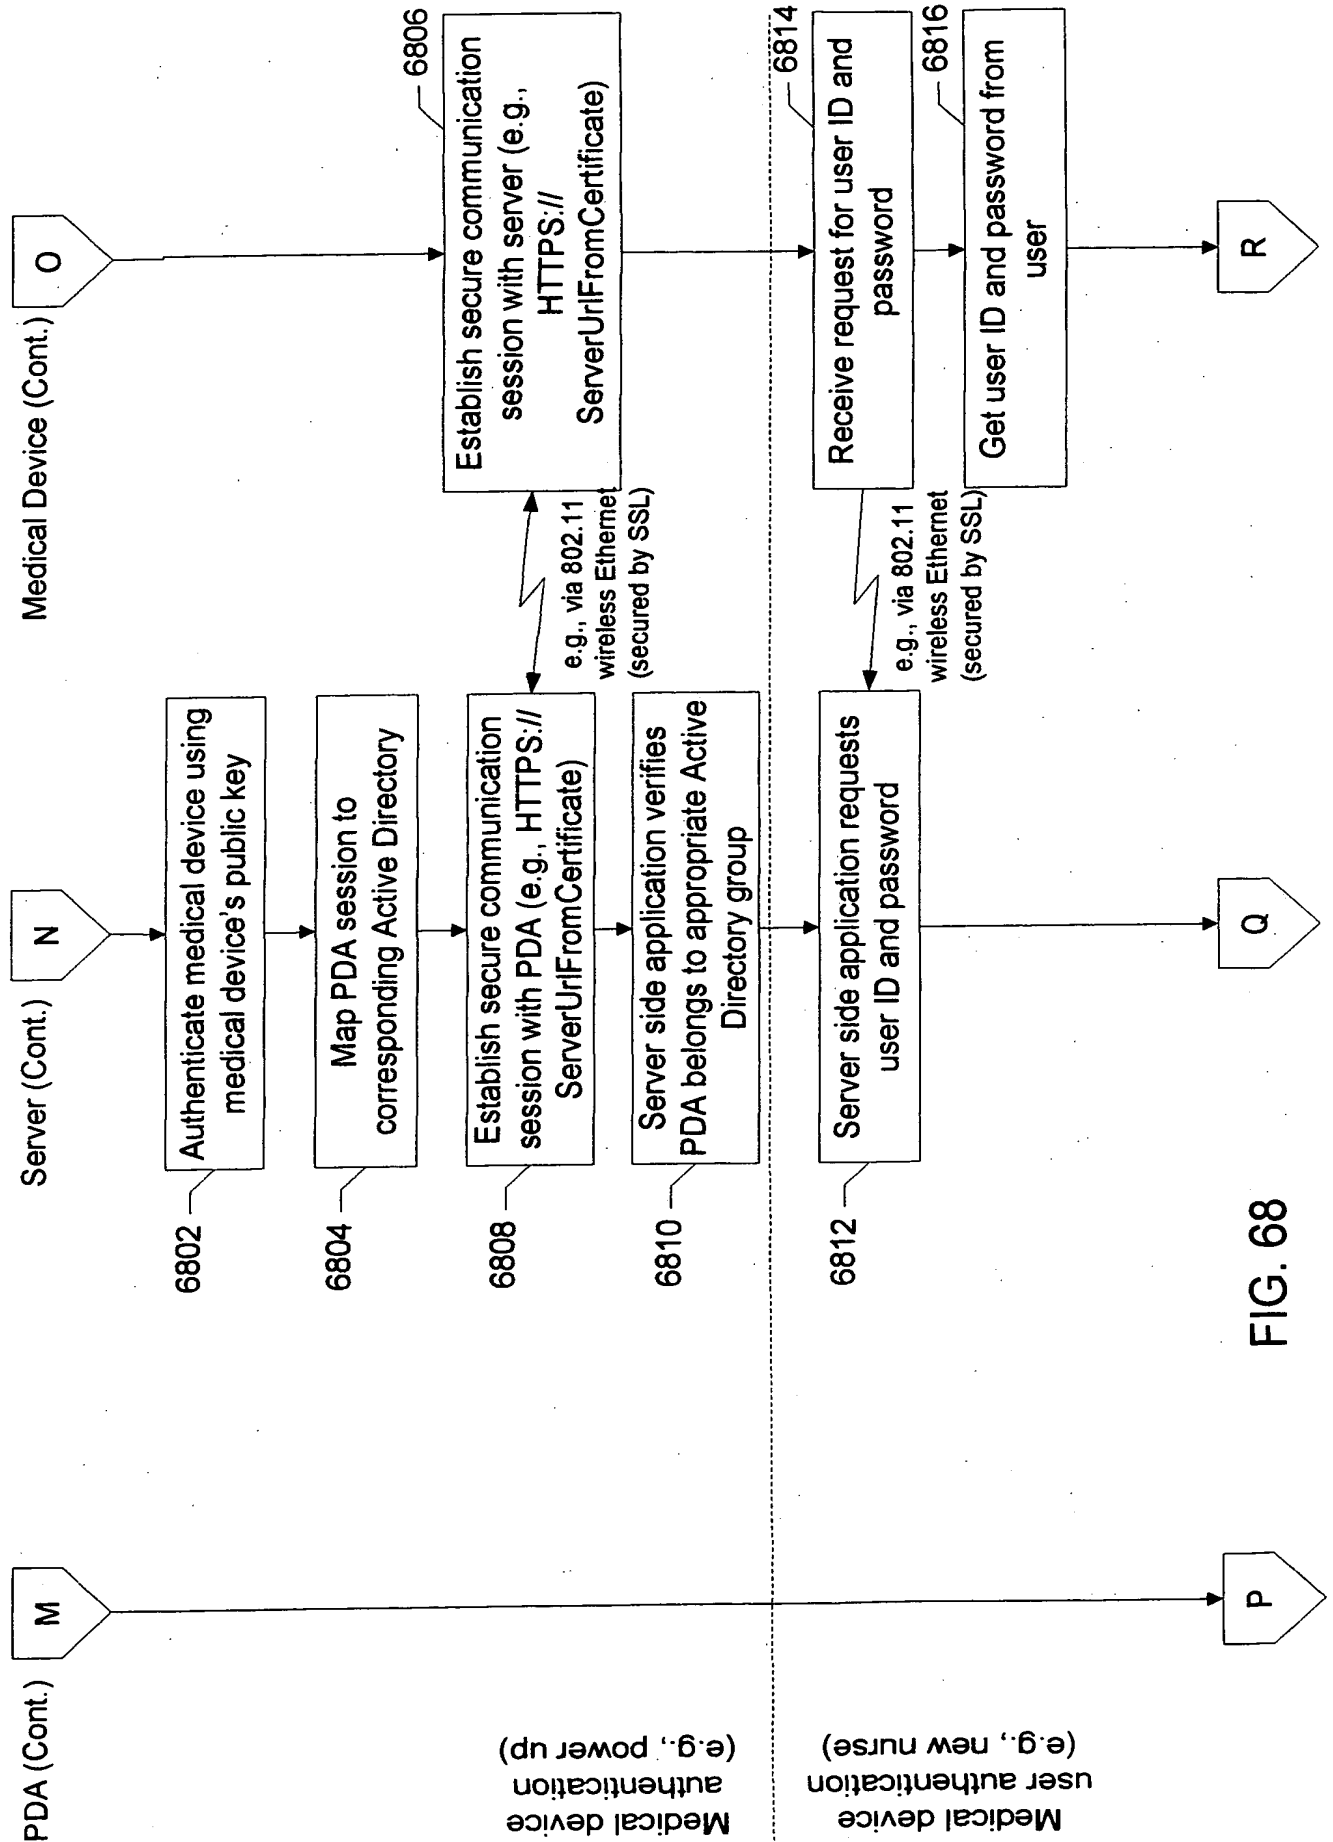 PDA (Cont.)
M
Server (Cont.)
N
Medical Device (Cont.)
O
Medical device
authentication
(e.g., power up)
6802
Authenticate medical device using
medical device's public key
6804
Map PDA session to
corresponding Active Directory
6806
Establish secure communication
session with server (e.g.,
HTTPS://
ServerUrlFromCertificate)
6808
Establish secure communication
session with PDA (e.g., HTTPS://
ServerUrlFromCertificate)
e.g., via 802.11
wireless Ethernet
(secured by SSL)
6810
Server side application verifies
PDA belongs to appropriate Active
Directory group
Medical device
user authentication
(e.g., new nurse)
6812
Server side application requests
user ID and password
e.g., via 802.11
wireless Ethernet
(secured by SSL)
6814
Receive request for user ID and
password
6816
Get user ID and password from
user
P
Q
R
FIG. 68